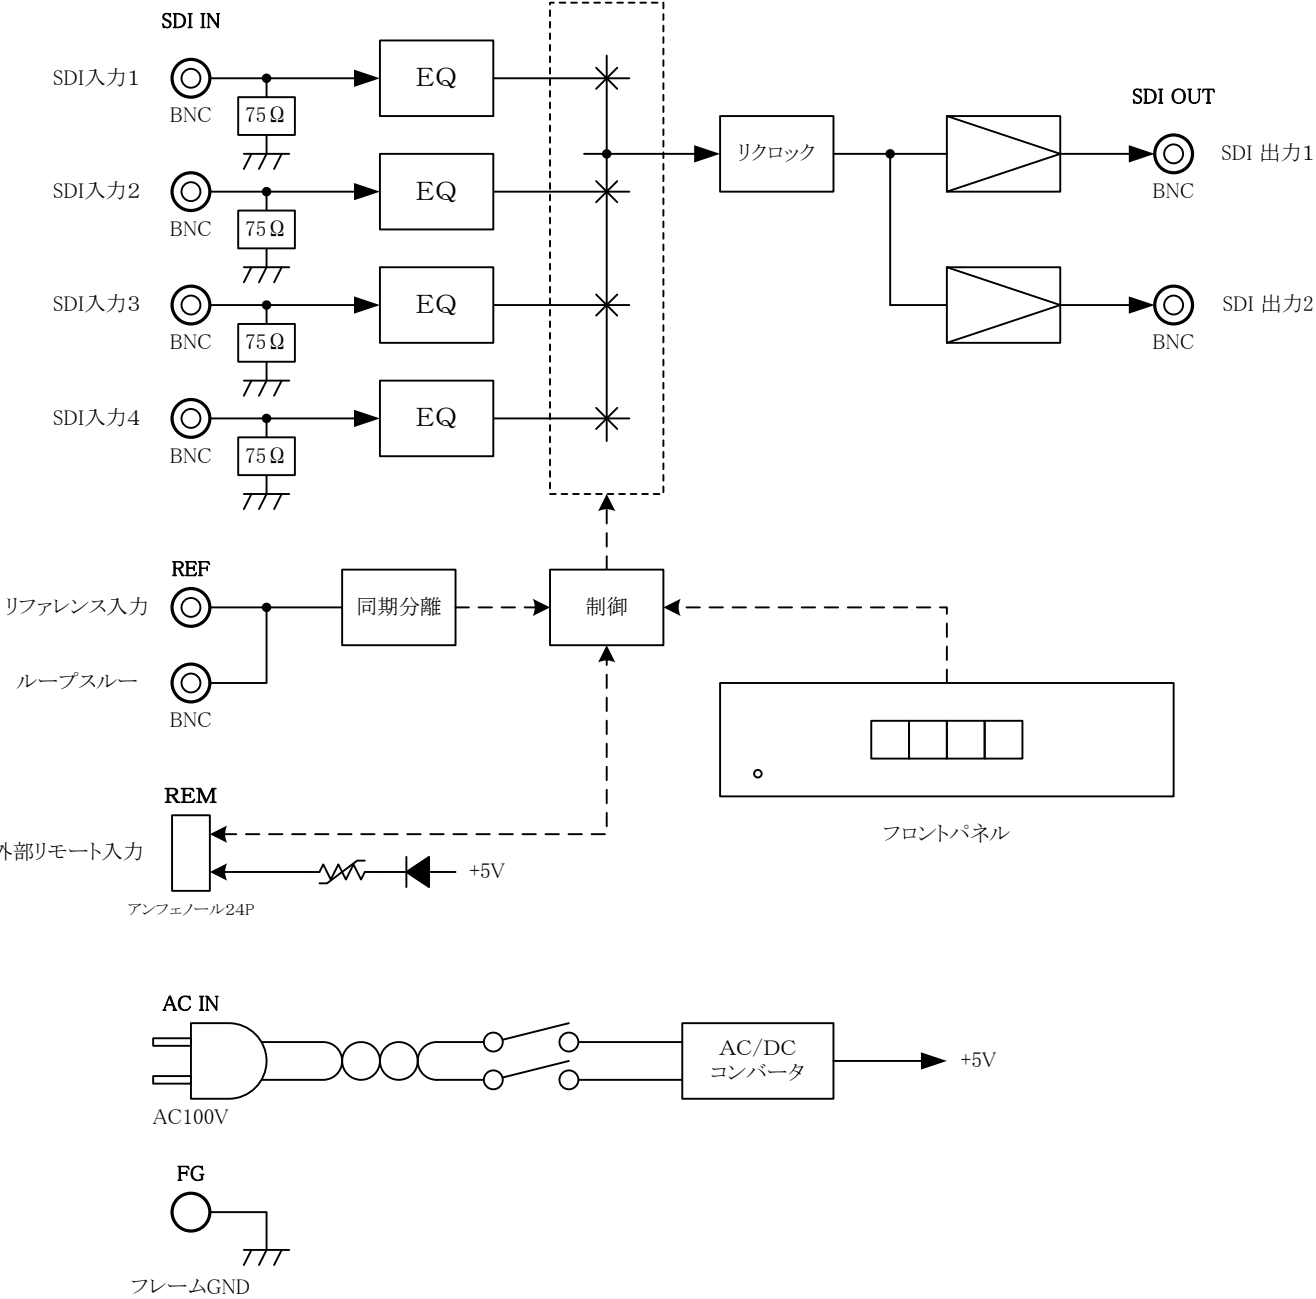 SDI IN
SDI入力1
BNC
75Ω
EQ
SDI入力2
BNC
75Ω
EQ
SDI入力3
BNC
75Ω
EQ
SDI入力4
BNC
75Ω
EQ
リクロック
SDI OUT
SDI 出力1
BNC
SDI 出力2
BNC
REF
リファレンス入力
同期分離
制御
ループスルー
BNC
フロントパネル
REM
外部リモート入力
+5V
アンフェノール24P
AC IN
AC100V
AC/DC
コンバータ
+5V
FG
フレームGND